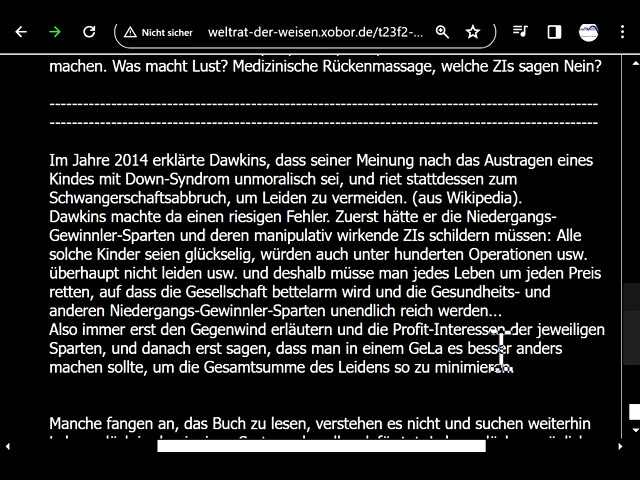 Nicht sicher
weltrat-der-weisen.xobor.de/t23f2-...
machen. Was macht Lust? Medizinische Rückenmassage, welche ZIs sagen Nein?
----------------------------------------------------------------------------------------------------
----------------------------------------------------------------------------------------------------
Im Jahre 2014 erklärte Dawkins, dass seiner Meinung nach das Austragen eines
Kindes mit Down-Syndrom unmoralisch sei, und riet stattdessen zum
Schwangerschaftsabbruch, um Leiden zu vermeiden. (aus Wikipedia).
Dawkins machte da einen riesigen Fehler. Zuerst hätte er die Niedergangs-
Gewinnler-Sparten und deren manipulativ wirkende ZIs schildern müssen: Alle
solche Kinder seien glückselig, würden auch unter hunderten Operationen usw.
überhaupt nicht leiden usw. und deshalb müsse man jedes Leben um jeden Preis
retten, auf dass die Gesellschaft bettelarm wird und die Gesundheits- und
anderen Niedergangs-Gewinnler-Sparten unendlich reich werden...
Also immer erst den Gegenwind erläutern und die Profit-Interessen der jeweiligen
Sparten, und danach erst sagen, dass man in einem GeLa es besser anders
machen sollte, um die Gesamtsumme des Leidens so zu minimieren.
Manche fangen an, das Buch zu lesen, verstehen es nicht und suchen weiterhin